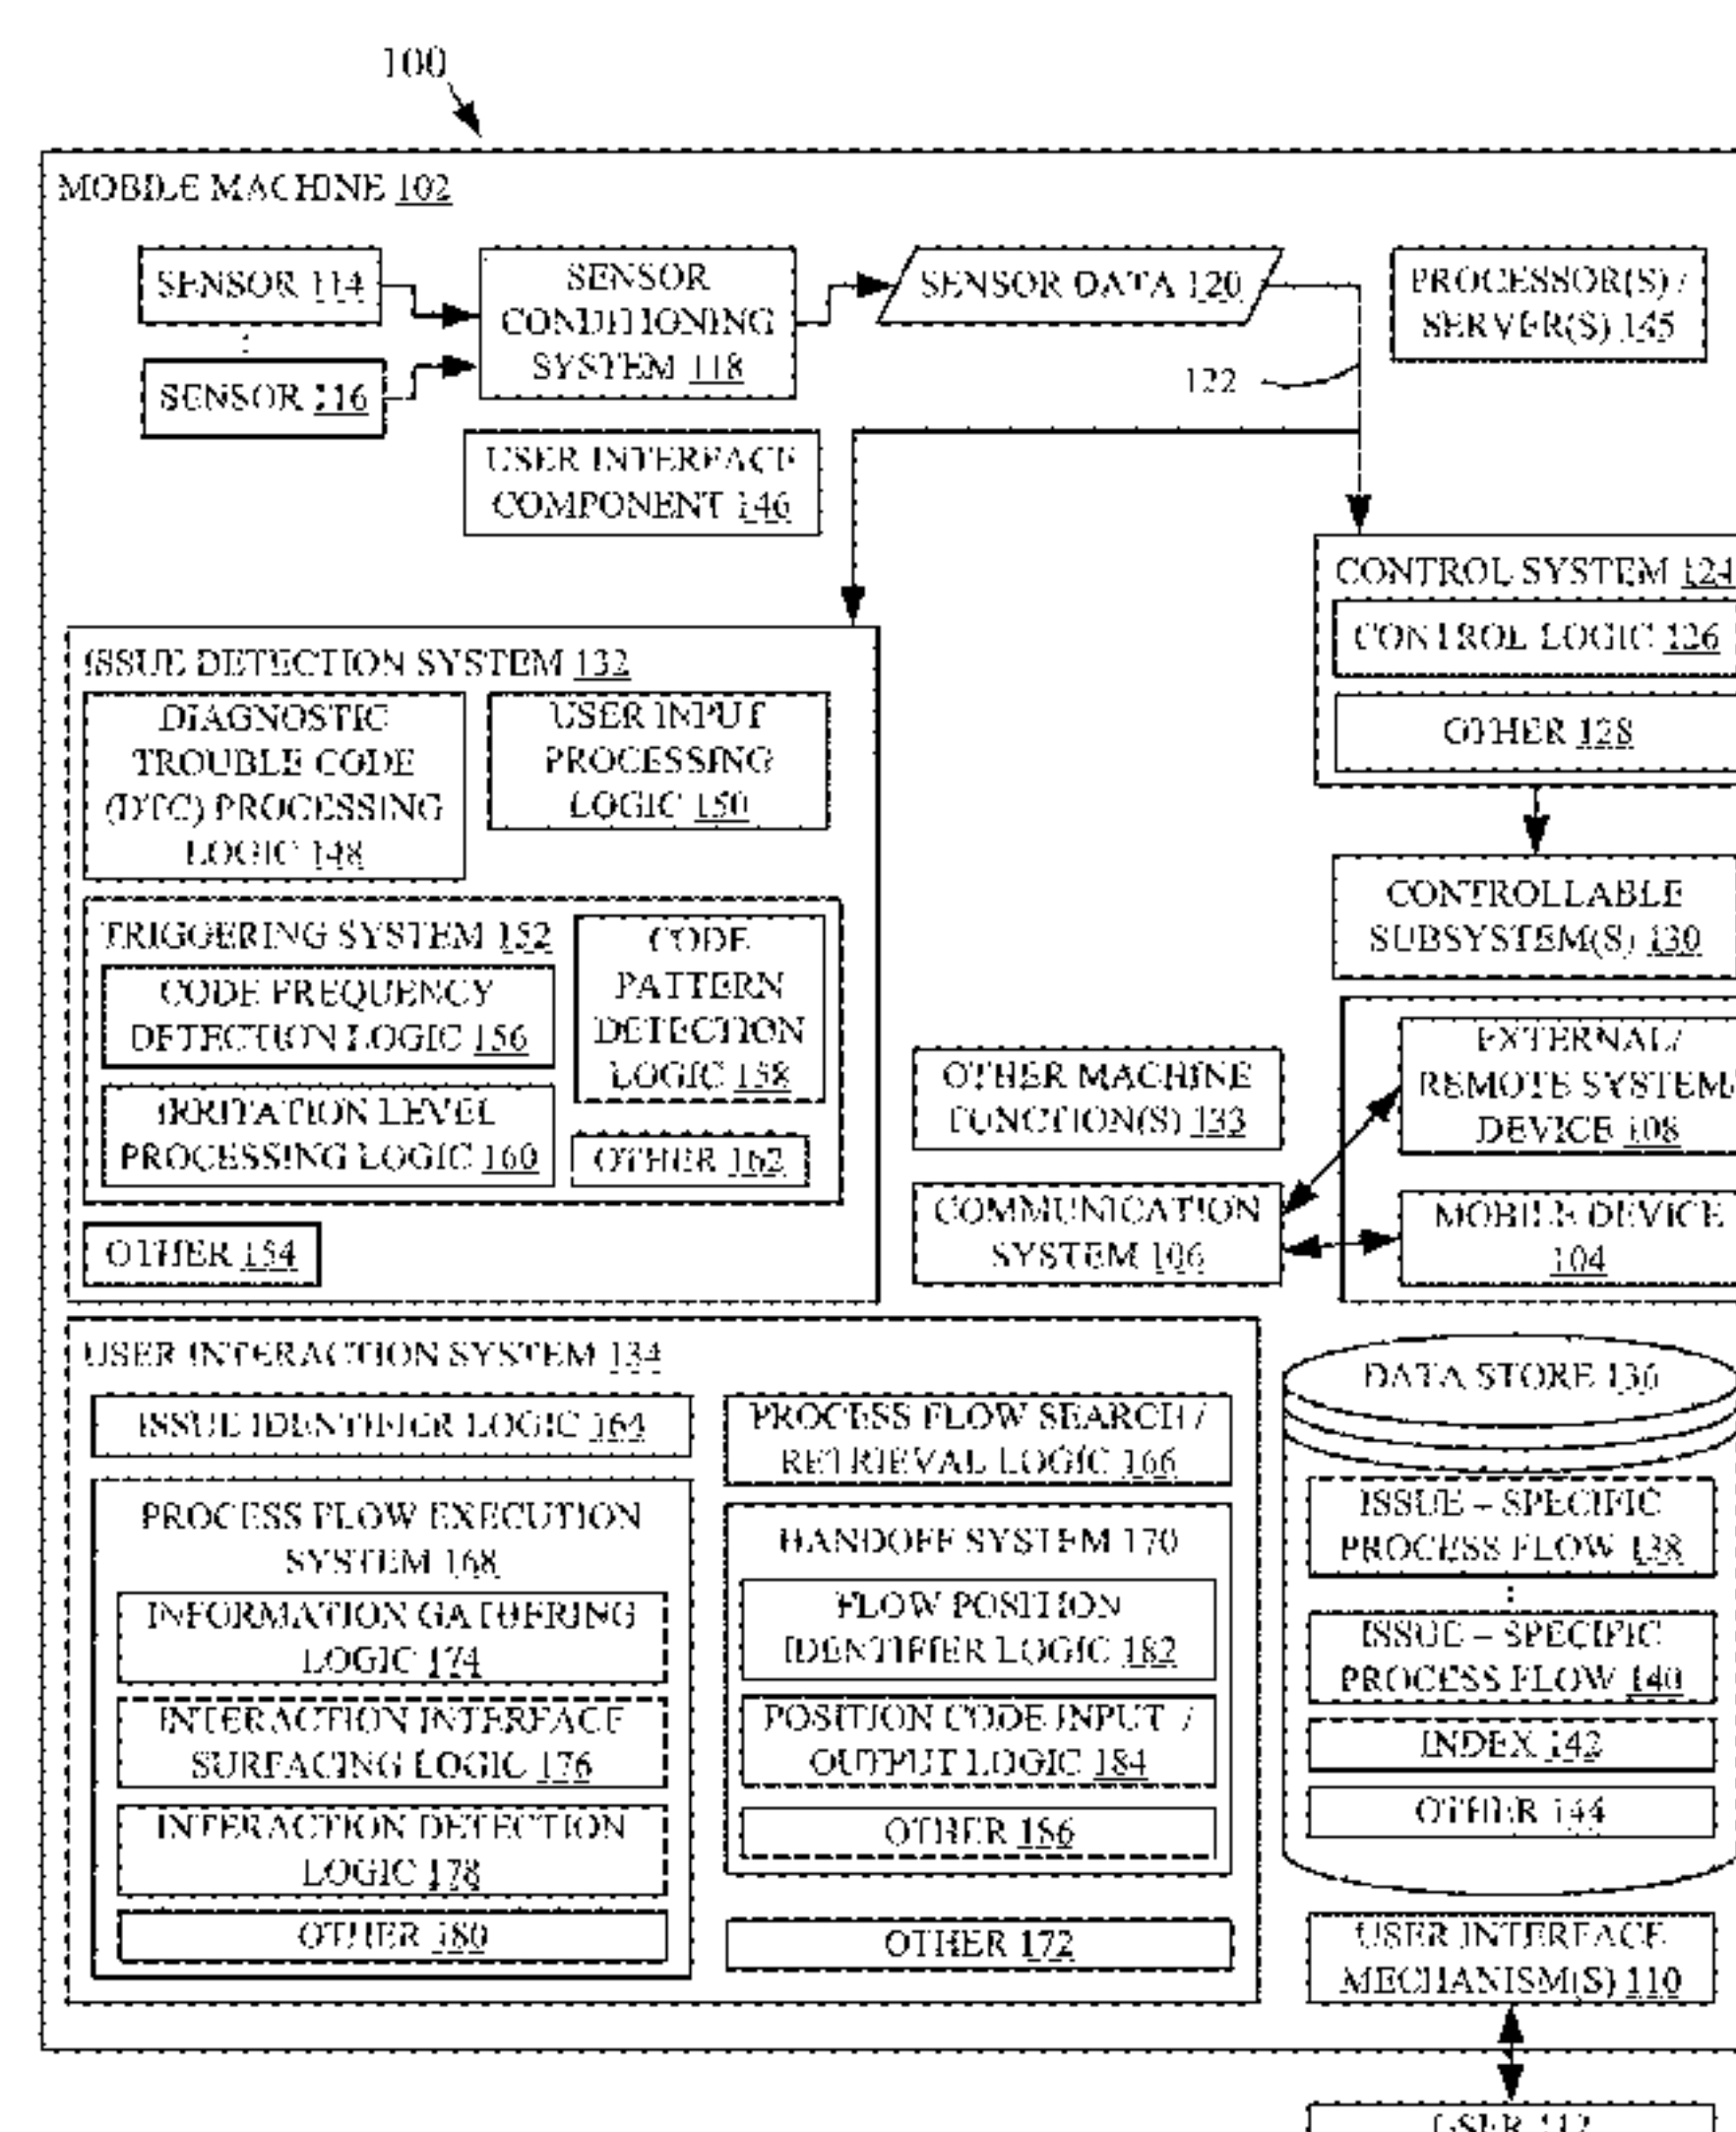 100
MOBILE MACHINE 102
SENSOR 114
SENSOR 116
SENSOR
CONDITIONING
SYSTEM 118
SENSOR DATA 120
PROCESSOR(S) /
SERVER(S) 145
122
USER INTERFACE
COMPONENT 146
CONTROL SYSTEM 124
CONTROL LOGIC 126
OTHER 128
CONTROLLABLE
SUBSYSTEM(S) 130
ISSUE DETECTION SYSTEM 132
DIAGNOSTIC
TROUBLE CODE
(DTC) PROCESSING
LOGIC 148
USER INPUT
PROCESSING
LOGIC 150
TRIGGERING SYSTEM 152
CODE FREQUENCY
DETECTION LOGIC 156
IRRITATION LEVEL
PROCESSING LOGIC 160
CODE
PATTERN
DETECTION
LOGIC 158
OTHER 162
OTHER 154
OTHER MACHINE
FUNCTION(S) 133
COMMUNICATION
SYSTEM 106
EXTERNAL/
REMOTE SYSTEM/
DEVICE 108
MOBILE DEVICE
104
USER INTERACTION SYSTEM 134
ISSUE IDENTIFIER LOGIC 164
PROCESS FLOW EXECUTION
SYSTEM 168
INFORMATION GATHERING
LOGIC 174
INTERACTION INTERFACE
SURFACING LOGIC 176
INTERACTION DETECTION
LOGIC 178
OTHER 180
PROCESS FLOW SEARCH /
RETRIEVAL LOGIC 166
HANDOFF SYSTEM 170
FLOW POSITION
IDENTIFIER LOGIC 182
POSITION CODE INPUT /
OUTPUT LOGIC 184
OTHER 186
OTHER 172
DATA STORE 136
ISSUE – SPECIFIC
PROCESS FLOW 138
ISSUE – SPECIFIC
PROCESS FLOW 140
INDEX 142
OTHER 144
USER INTERFACE
MECHANISM(S) 110
USER 112